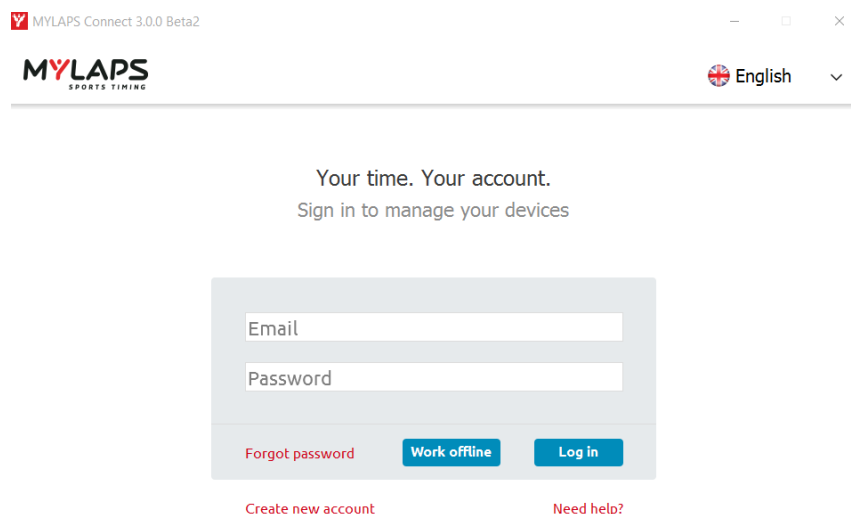 MYLAPS Connect 3.0.0 Beta2
MYLAPS
SPORTS TIMING
English
Your time. Your account.
Sign in to manage your devices
Email
Password
Forgot password
Work offline
Log in
Create new account
Need help?